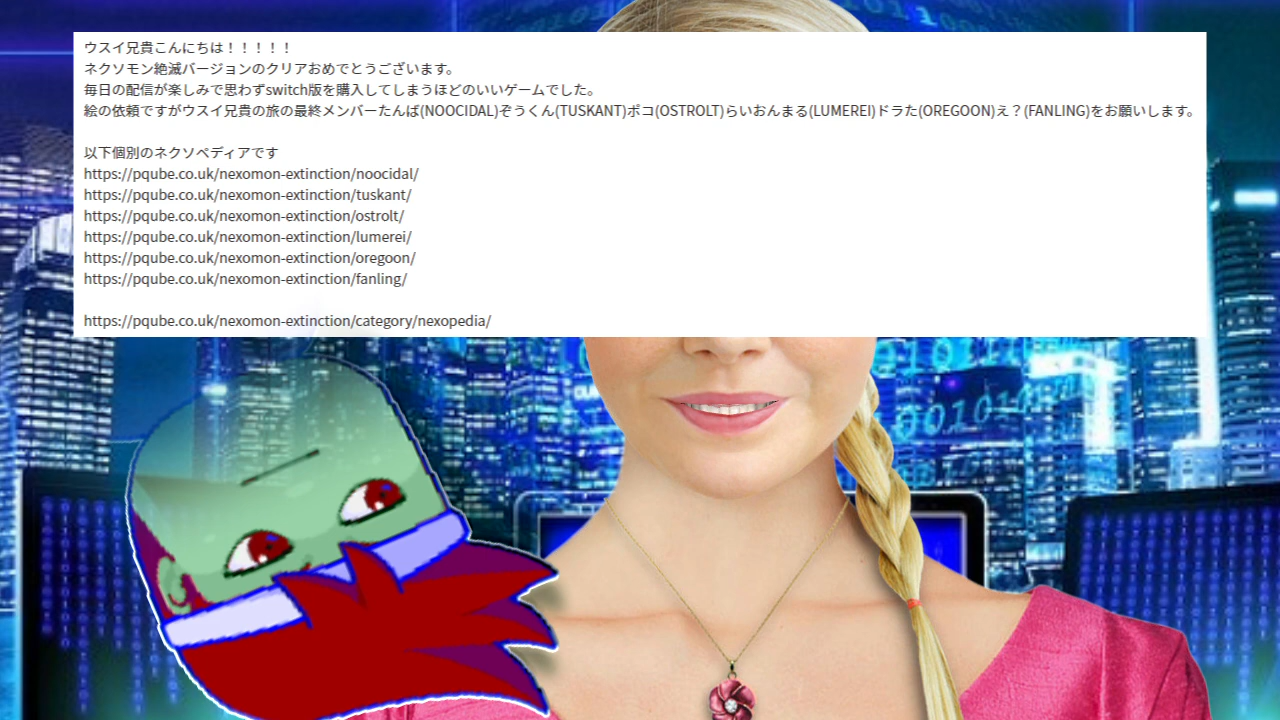 ウスイ兄貴こんにちは！！！！！
ネクソモン絶滅バージョンのクリアおめでとうございます。
毎日の配信が楽しみで思わずswitch版を購入してしまうほどのいいゲームでした。
絵の依頼ですがウスイ兄貴の旅の最終メンバーたんぱ(NOOCIDAL)ぞうくん(TUSKANT)ポコ(OSTROLT)らいおんまる(LUMEREI)ドラた(OREGOON)え？(FANLING)をお願いします。
以下個別のネクソペディアです
https://pqube.co.uk/nexomon-extinction/noocidal/
https://pqube.co.uk/nexomon-extinction/tuskant/
https://pqube.co.uk/nexomon-extinction/ostrolt/
https://pqube.co.uk/nexomon-extinction/lumerei/
https://pqube.co.uk/nexomon-extinction/oregoon/
https://pqube.co.uk/nexomon-extinction/fanling/
https://pqube.co.uk/nexomon-extinction/category/nexopedia/